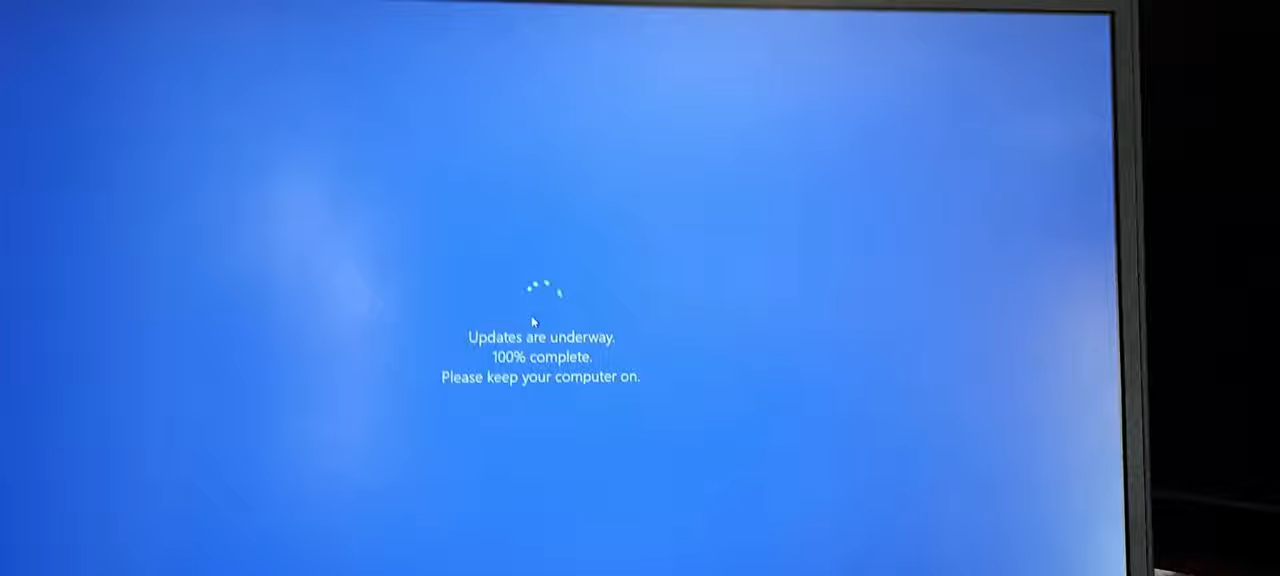 Updates are underway.
100% complete.
Please keep your computer on.